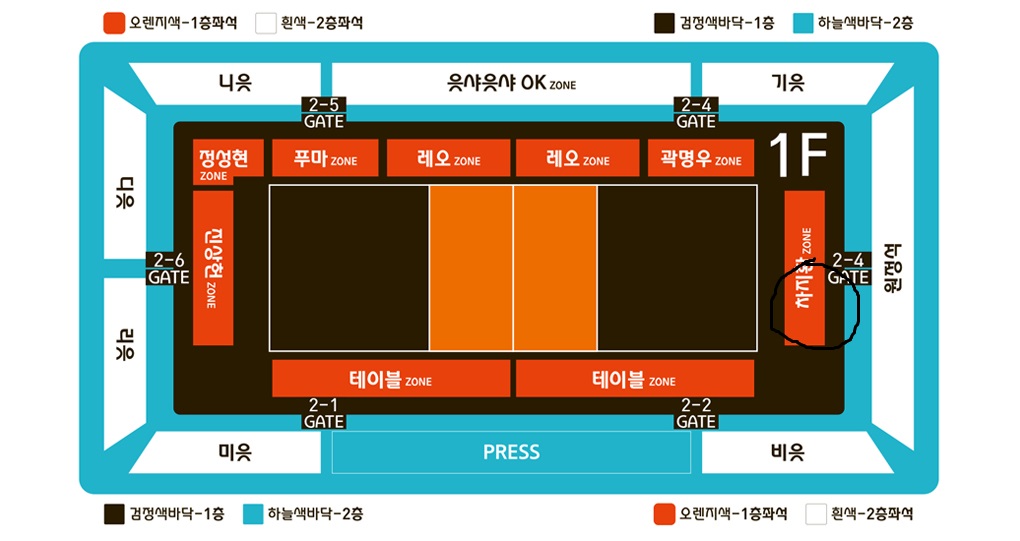 오렌지색-1층좌석
흰색-2층좌석
검정색바닥-1층
하늘색바닥-2층
니읏
읏샤읏샤 OK ZONE
기읏
2-5
GATE
2-4
GATE
정성현
ZONE
푸마 ZONE
레오 ZONE
레오 ZONE
곽명우 ZONE
1F
디읏
진상헌 ZONE
차지환 ZONE
2-6
GATE
2-4
GATE
원정석
리읏
테이블 ZONE
테이블 ZONE
2-1
GATE
2-2
GATE
미읏
PRESS
비읏
검정색바닥-1층
하늘색바닥-2층
오렌지색-1층좌석
흰색-2층좌석